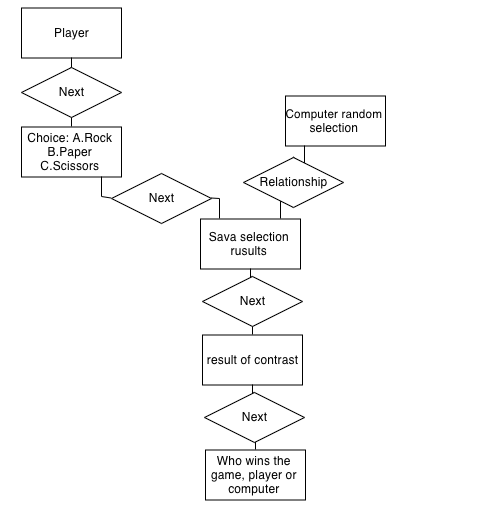 Player
Next
Computer random
selection
Choice: A.Rock
B.Paper
C.Scissors
Relationship
Next
Sava selection
rusults
Next
result of contrast
Next
Who wins the
game, player or
computer